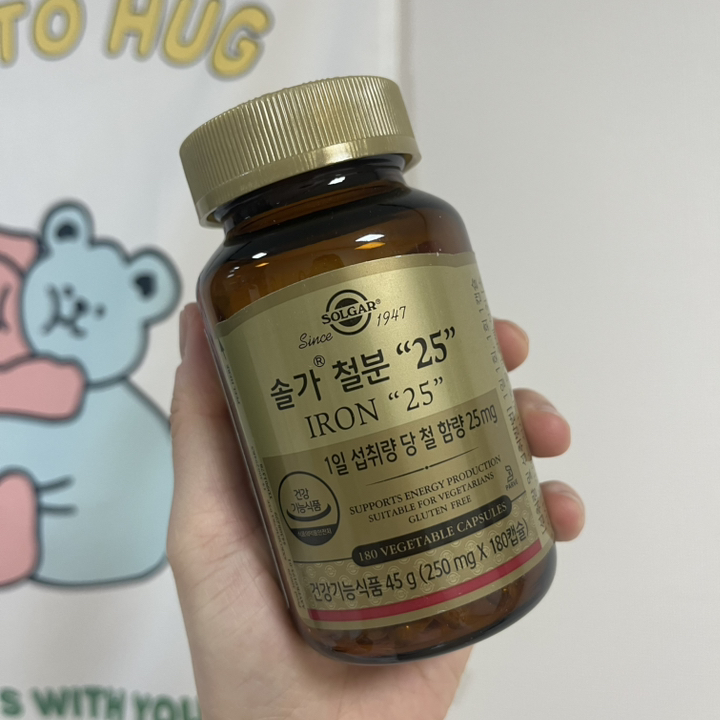 TO HUG
SOLGAR®
Since 1947
솔가® 철분 “25”
IRON “25”
1일 섭취량 당 철 함량 25mg
건강
기능식품
SUPPORTS ENERGY PRODUCTION
SUITABLE FOR VEGETARIANS
GLUTEN FREE
180 VEGETABLE CAPSULES
건강기능식품 45 g (250 mg X 180캡슐)
WITH YOU